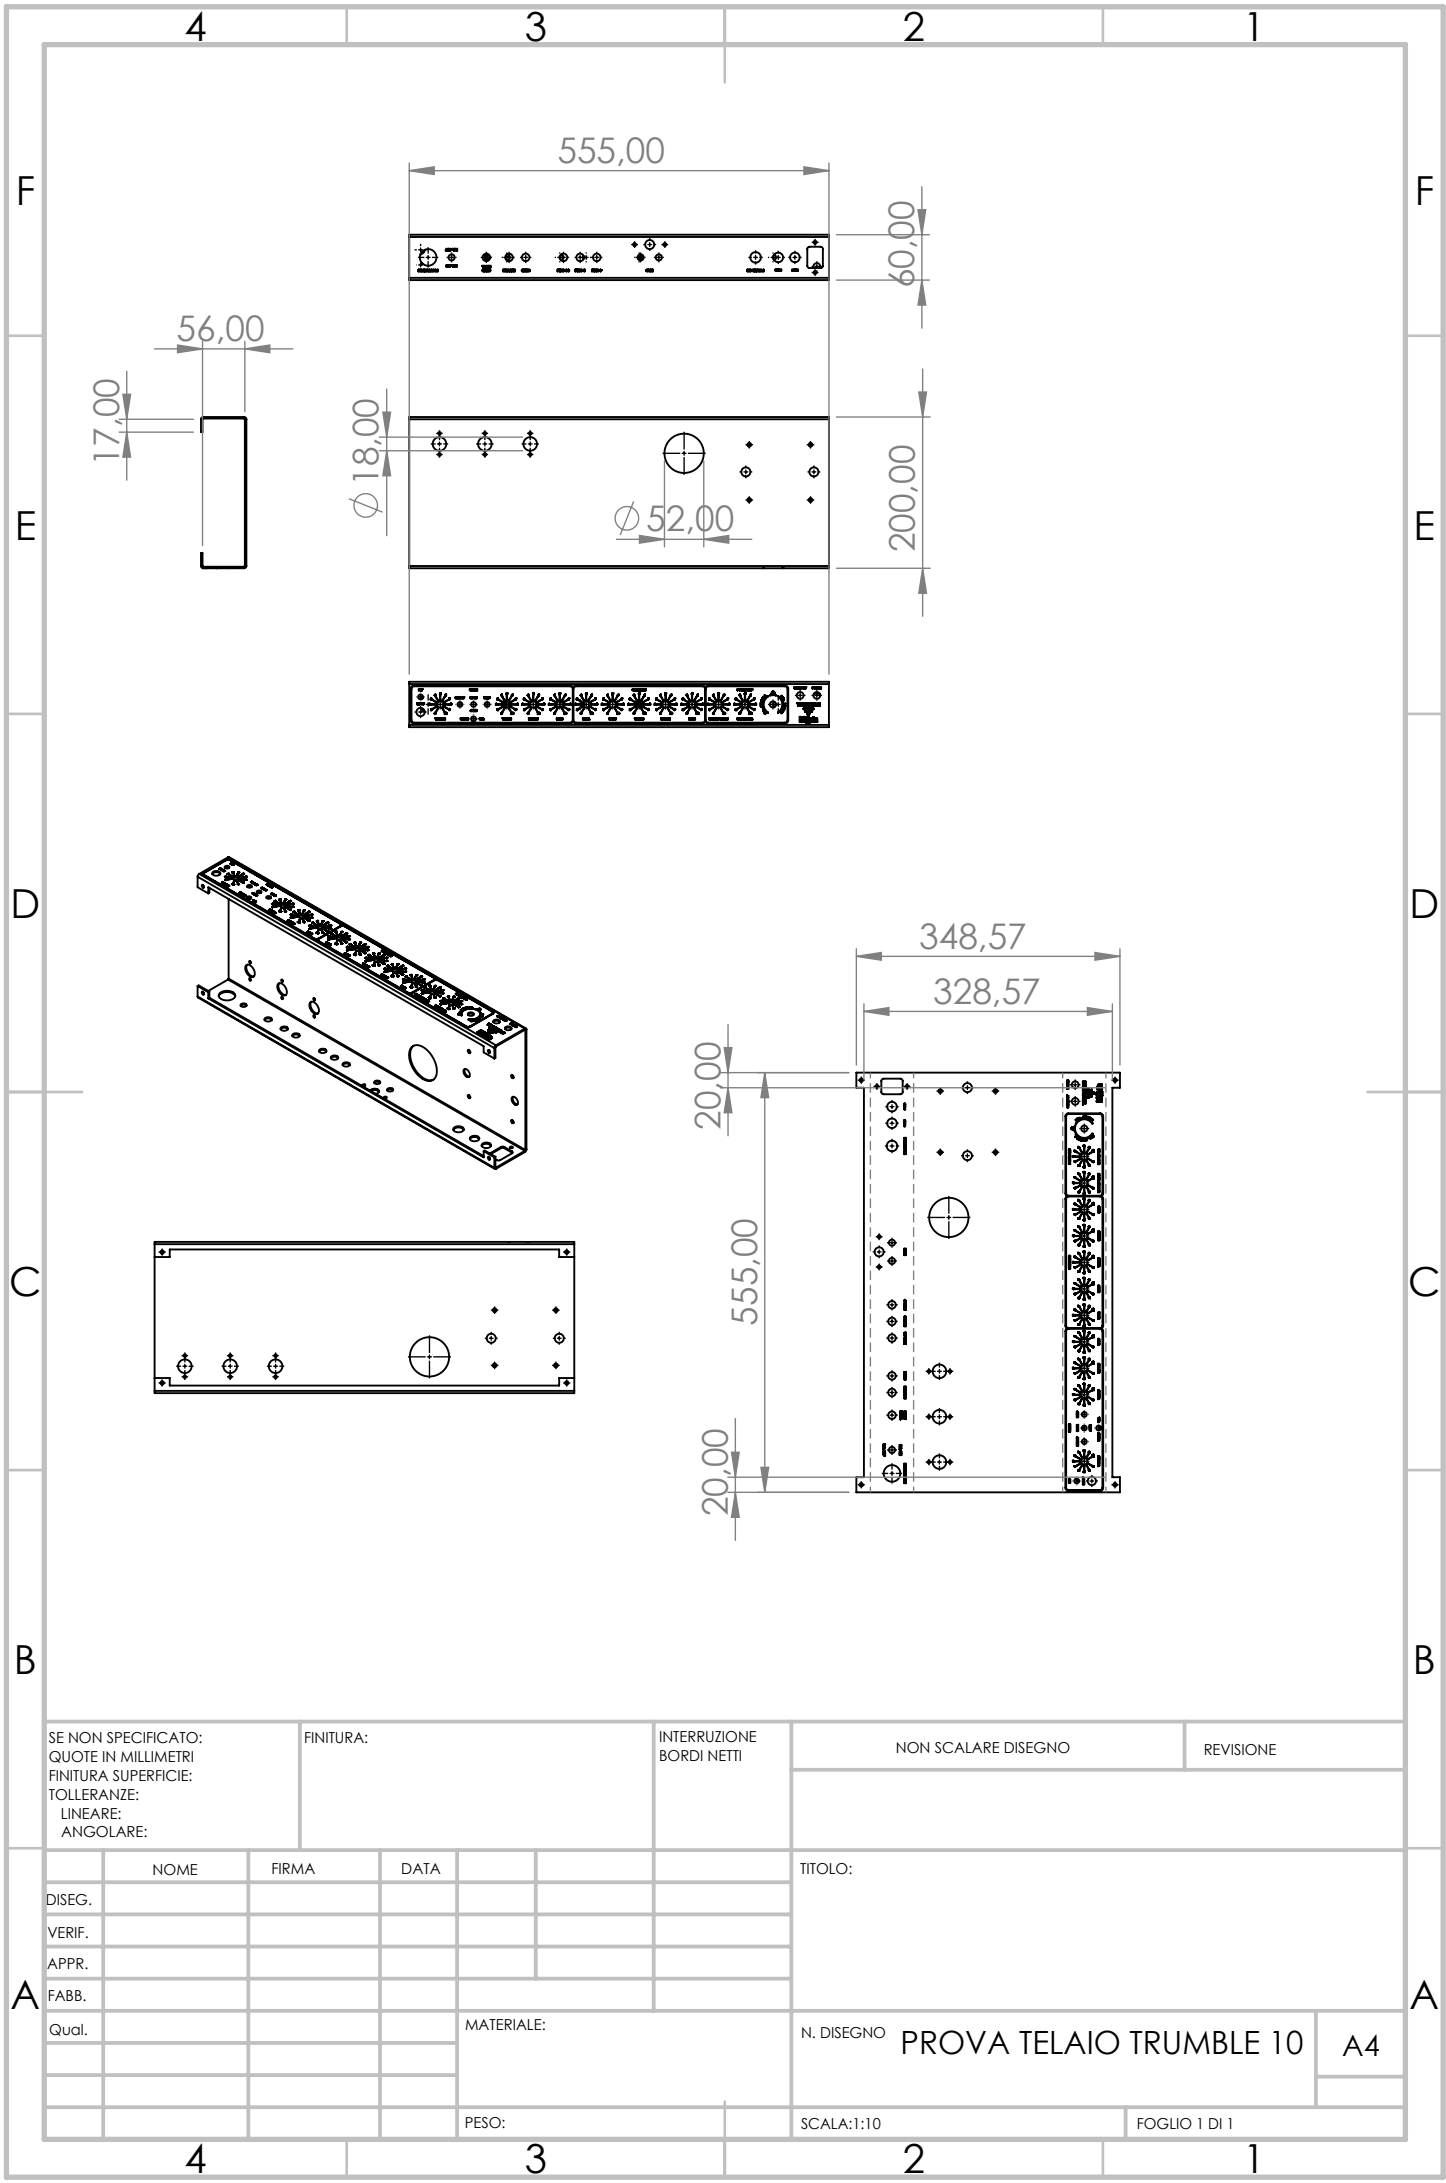 4 3 2 1
F F
555,00
60,00
56,00
17,00
Ø 18,00
Ø 52,00
200,00
E E
D D
348,57
328,57
20,00
555,00
20,00
C C
B B
SE NON SPECIFICATO:
QUOTE IN MILLIMETRI
FINITURA SUPERFICIE:
TOLLERANZE:
LINEARE:
ANGOLARE:
FINITURA:
INTERRUZIONE
BORDI NETTI
NON SCALARE DISEGNO
REVISIONE
NOME FIRMA DATA
TITOLO:
DISEG.
VERIF.
APPR.
FABB.
A A
Qual.
MATERIALE:
N. DISEGNO
PROVA TELAIO TRUMBLE 10
A4
PESO:
SCALA:1:10
FOGLIO 1 DI 1
4 3 2 1